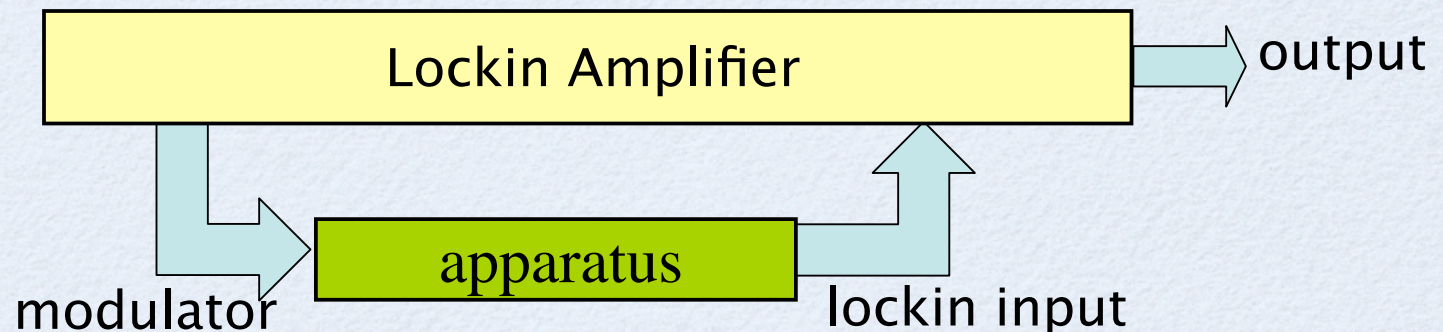 Lockin Amplifier
output
apparatus
modulator
lockin input